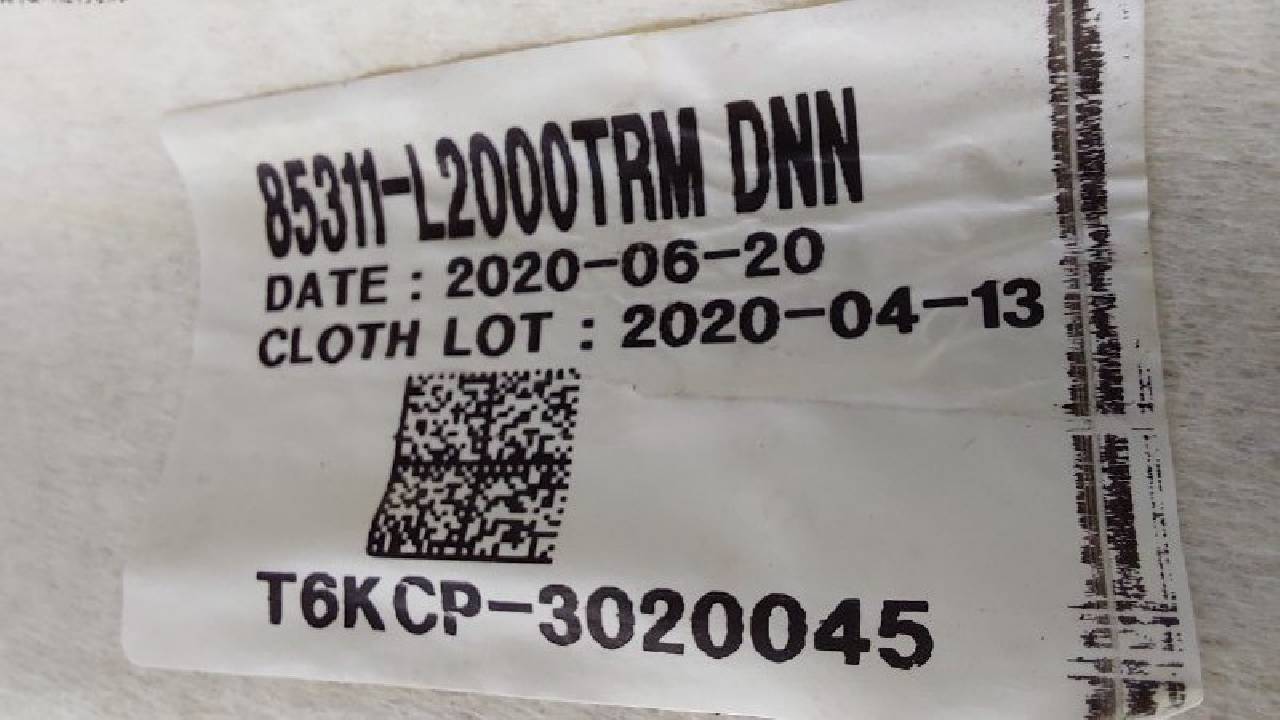 85311-L2000TRM DNN
DATE : 2020-06-20
CLOTH LOT : 2020-04-13
T6KCP-3020045